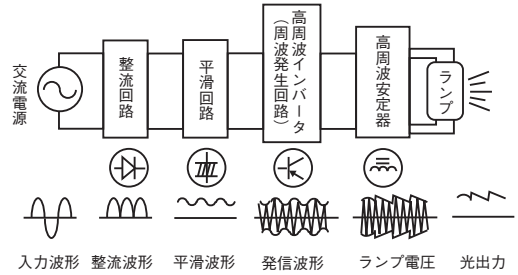 交流電源
整流回路
平滑回路
高周波インバータ
（周波発生回路）
高周波安定器
ランプ
入力波形
整流波形
平滑波形
発信波形
ランプ電圧
光出力